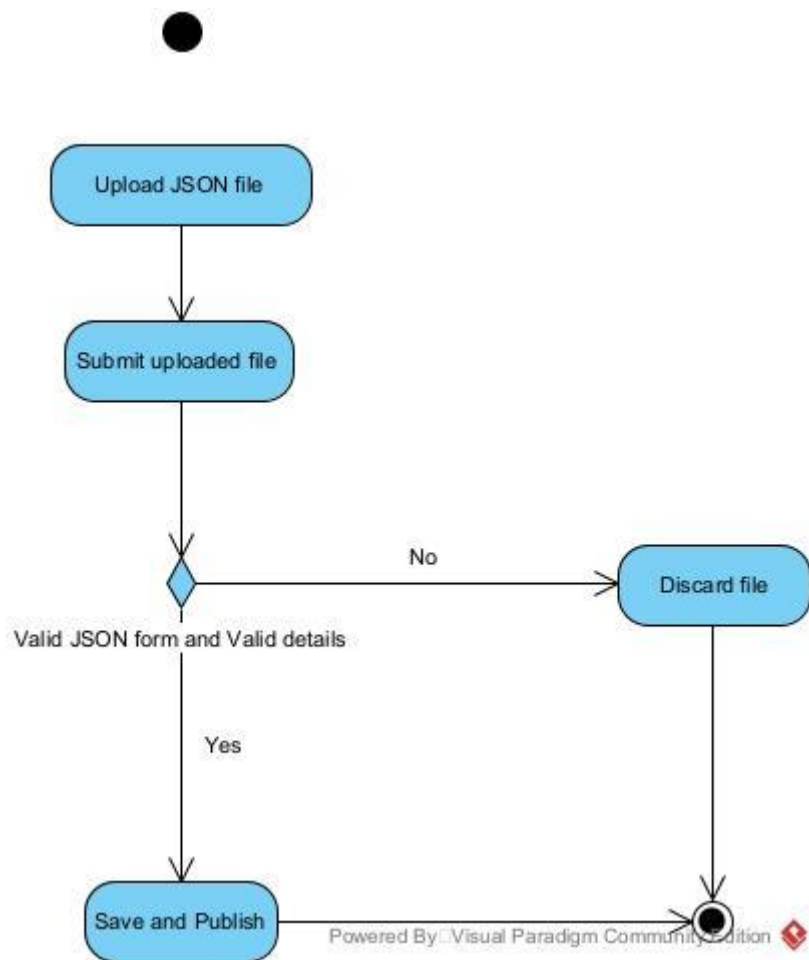 Upload JSON file
Submit uploaded file
No
Discard file
Valid JSON form and Valid details
Yes
Save and Publish
Powered By Visual Paradigm Community Edition